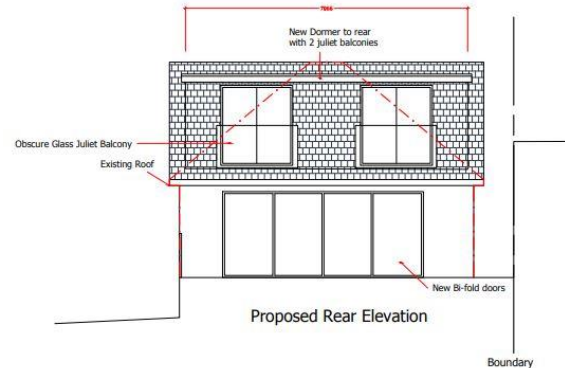 New Dormer to rear
with 2 juliet balconies
Obscure Glass Juliet Balcony
Existing Roof
New Bi-fold doors
Proposed Rear Elevation
Boundary